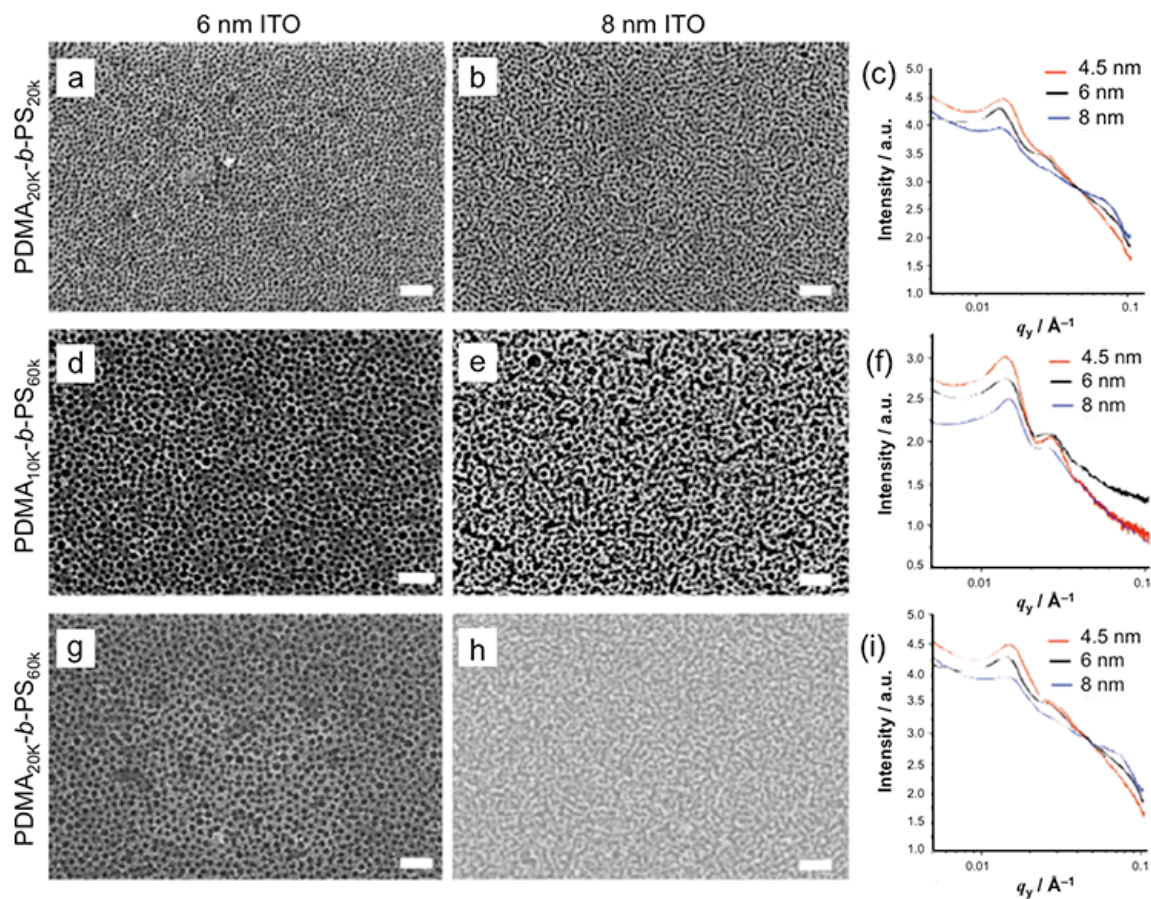 6 nm ITO
8 nm ITO
PDMA20K-b-PS20k
a
b
(c)
4.5 nm
6 nm
8 nm
Intensity / a.u.
5.0
4.5
4.0
3.5
3.0
2.5
2.0
1.5
1.0
0.01
0.1
qy / Å−1
PDMA10K-b-PS60k
d
e
(f)
4.5 nm
6 nm
8 nm
Intensity / a.u.
3.0
2.5
2.0
1.5
1.0
0.5
0.01
0.1
qy / Å−1
PDMA20K-b-PS60k
g
h
(i)
4.5 nm
6 nm
8 nm
Intensity / a.u.
5.0
4.5
4.0
3.5
3.0
2.5
2.0
1.5
1.0
0.01
0.1
qy / Å−1